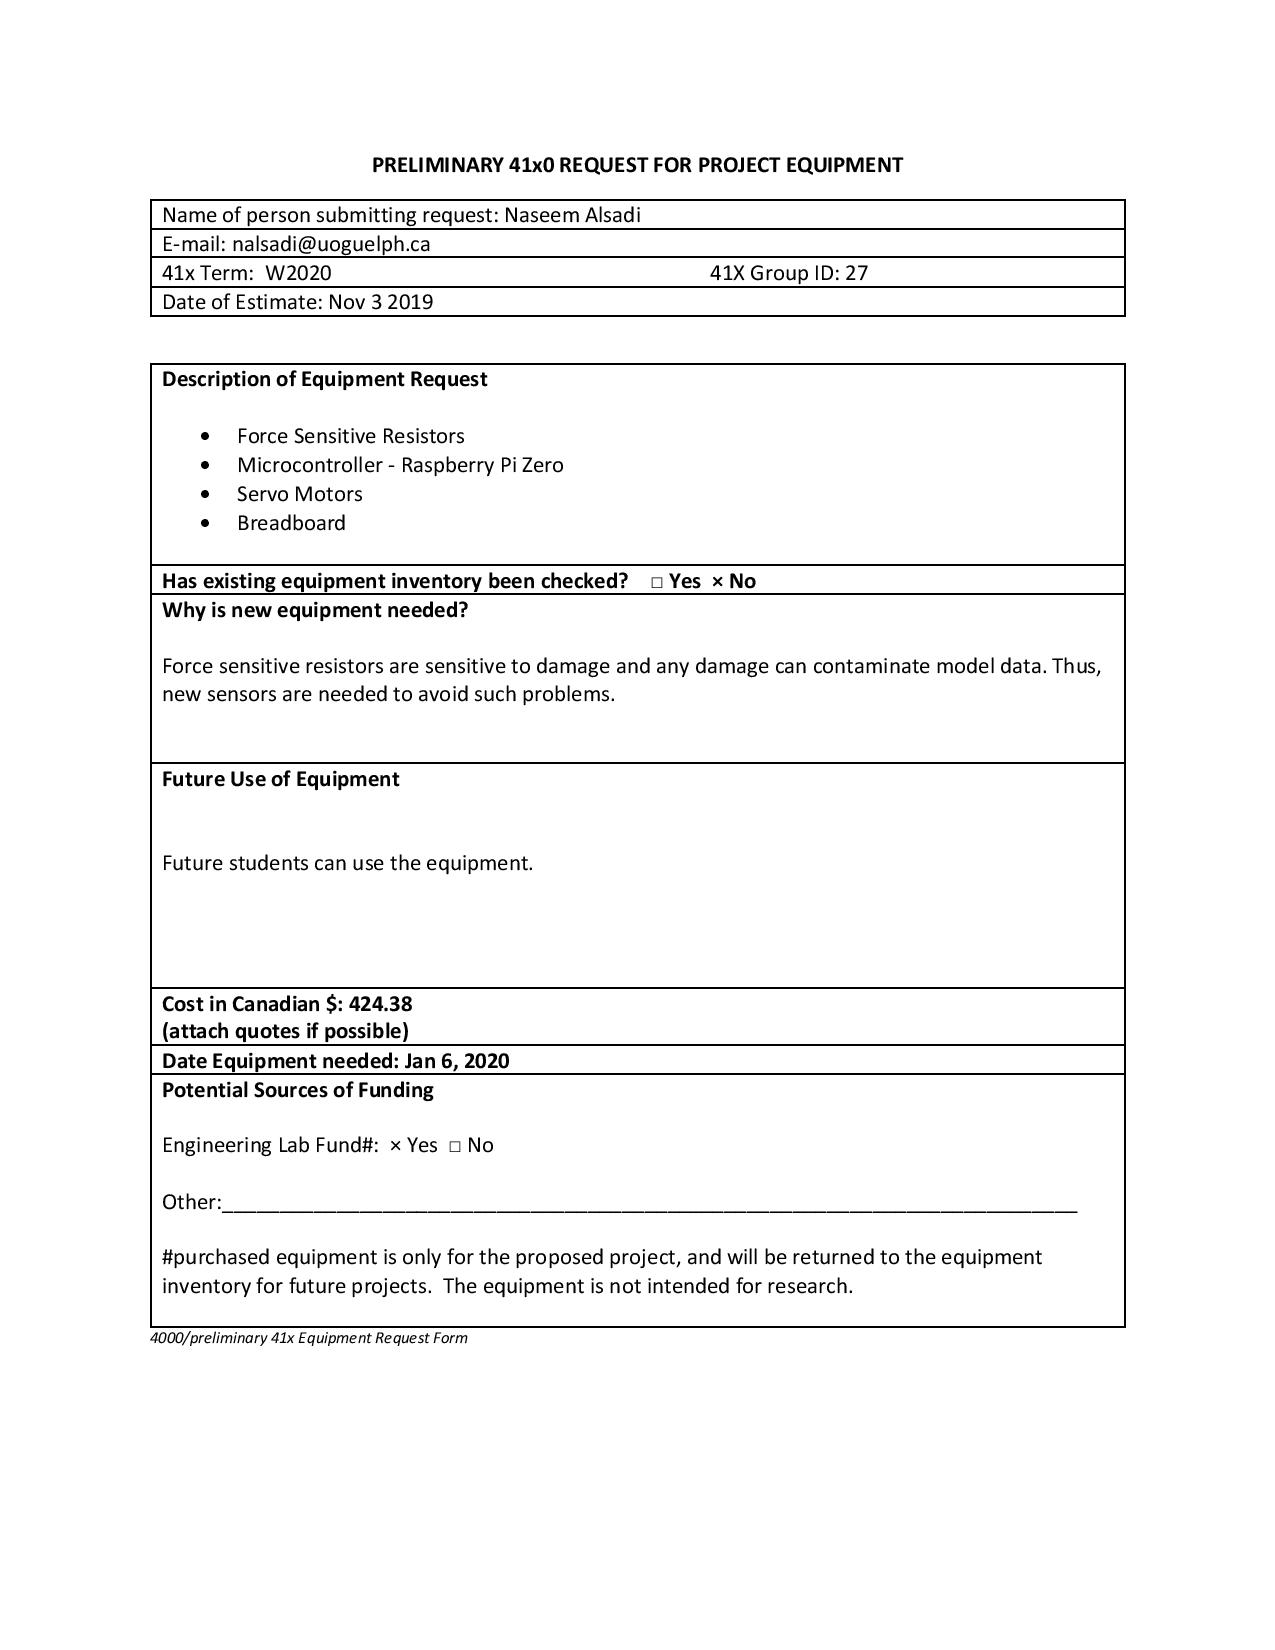 PRELIMINARY 41x0 REQUEST FOR PROJECT EQUIPMENT
Name of person submitting request: Naseem Alsadi
E-mail: nalsadi@uoguelph.ca
41x Term:  W2020 41X Group ID: 27
Date of Estimate: Nov 3 2019
Description of Equipment Request
• Force Sensitive Resistors
• Microcontroller - Raspberry Pi Zero
• Servo Motors
• Breadboard
Has existing equipment inventory been checked?   □ Yes  × No
Why is new equipment needed?
Force sensitive resistors are sensitive to damage and any damage can contaminate model data. Thus,
new sensors are needed to avoid such problems.
Future Use of Equipment
Future students can use the equipment.
Cost in Canadian $: 424.38
(attach quotes if possible)
Date Equipment needed: Jan 6, 2020
Potential Sources of Funding
Engineering Lab Fund#:  × Yes  □ No
Other:______________________________________________________________________________
#purchased equipment is only for the proposed project, and will be returned to the equipment
inventory for future projects.  The equipment is not intended for research.
4000/preliminary 41x Equipment Request Form